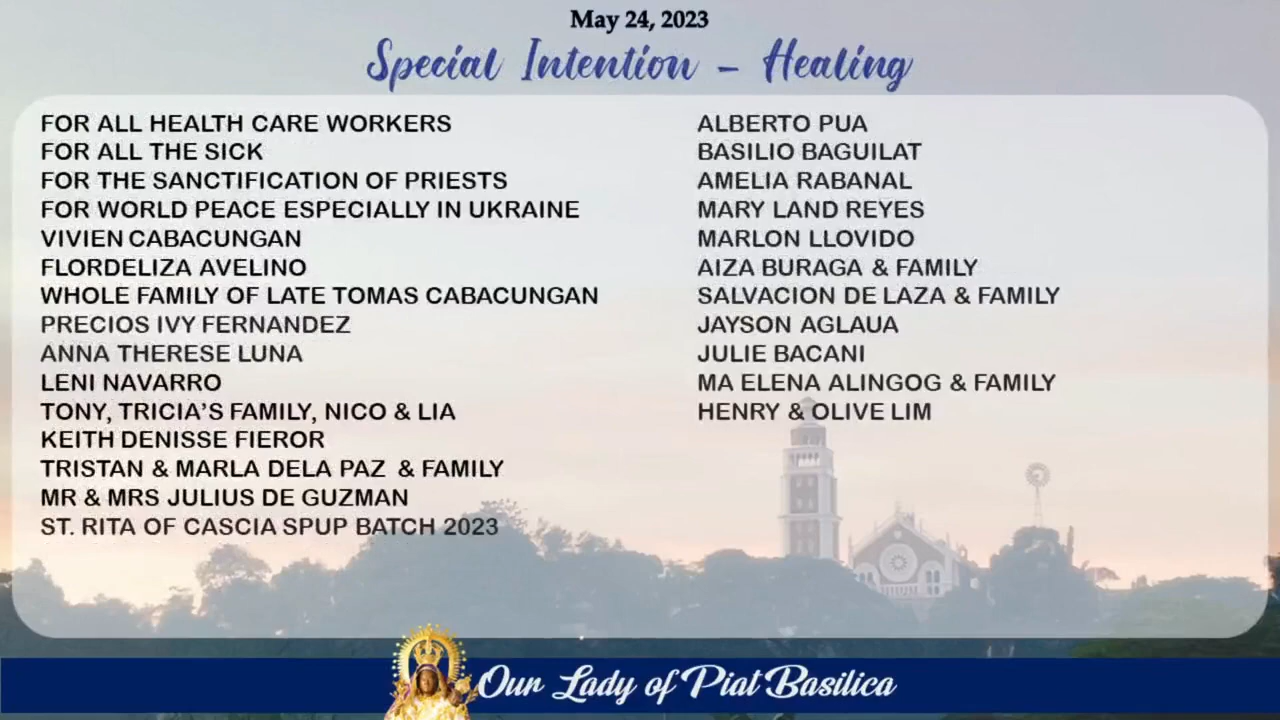 May 24, 2023
Special Intention - Healing
FOR ALL HEALTH CARE WORKERS
FOR ALL THE SICK
FOR THE SANCTIFICATION OF PRIESTS
FOR WORLD PEACE ESPECIALLY IN UKRAINE
VIVIEN CABACUNGAN
FLORDELIZA AVELINO
WHOLE FAMILY OF LATE TOMAS CABACUNGAN
PRECIOS IVY FERNANDEZ
ANNA THERESE LUNA
LENI NAVARRO
TONY, TRICIA'S FAMILY, NICO & LIA
KEITH DENISSE FIEROR
TRISTAN & MARLA DELA PAZ & FAMILY
MR & MRS JULIUS DE GUZMAN
ST. RITA OF CASCIA SPUP BATCH 2023
ALBERTO PUA
BASILIO BAGUILAT
AMELIA RABANAL
MARY LAND REYES
MARLON LLOVIDO
AIZA BURAGA & FAMILY
SALVACION DE LAZA & FAMILY
JAYSON AGLAUA
JULIE BACANI
MA ELENA ALINGOG & FAMILY
HENRY & OLIVE LIM
Our Lady of Piat Basilica